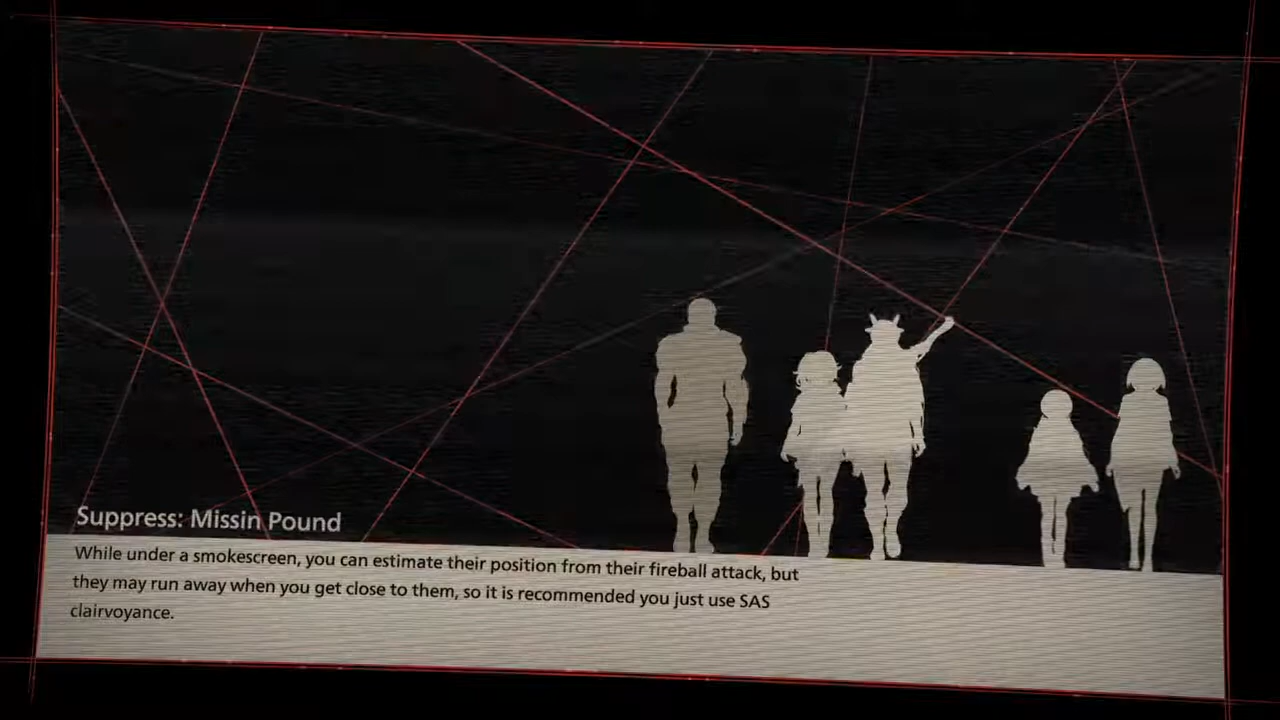 Suppress: Missin Pound
While under a smokescreen, you can estimate their position from their fireball attack, but
they may run away when you get close to them, so it is recommended you just use SAS
clairvoyance.